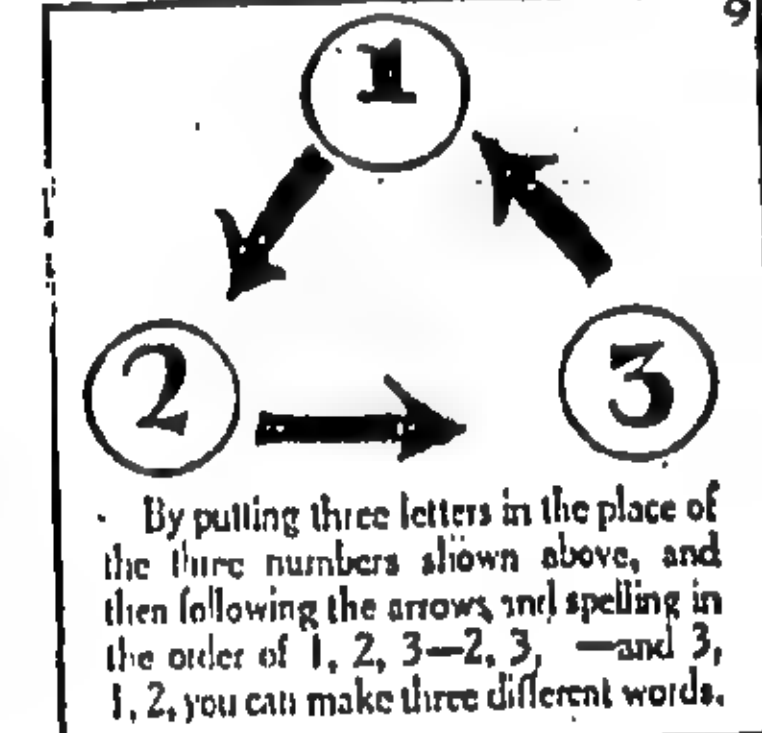 9
1
2
3
By putting three letters in the place of
the three numbers shown above, and
then following the arrows and spelling in
the order of 1, 2, 3—2, 3, —and 3,
1, 2, you can make three different words.